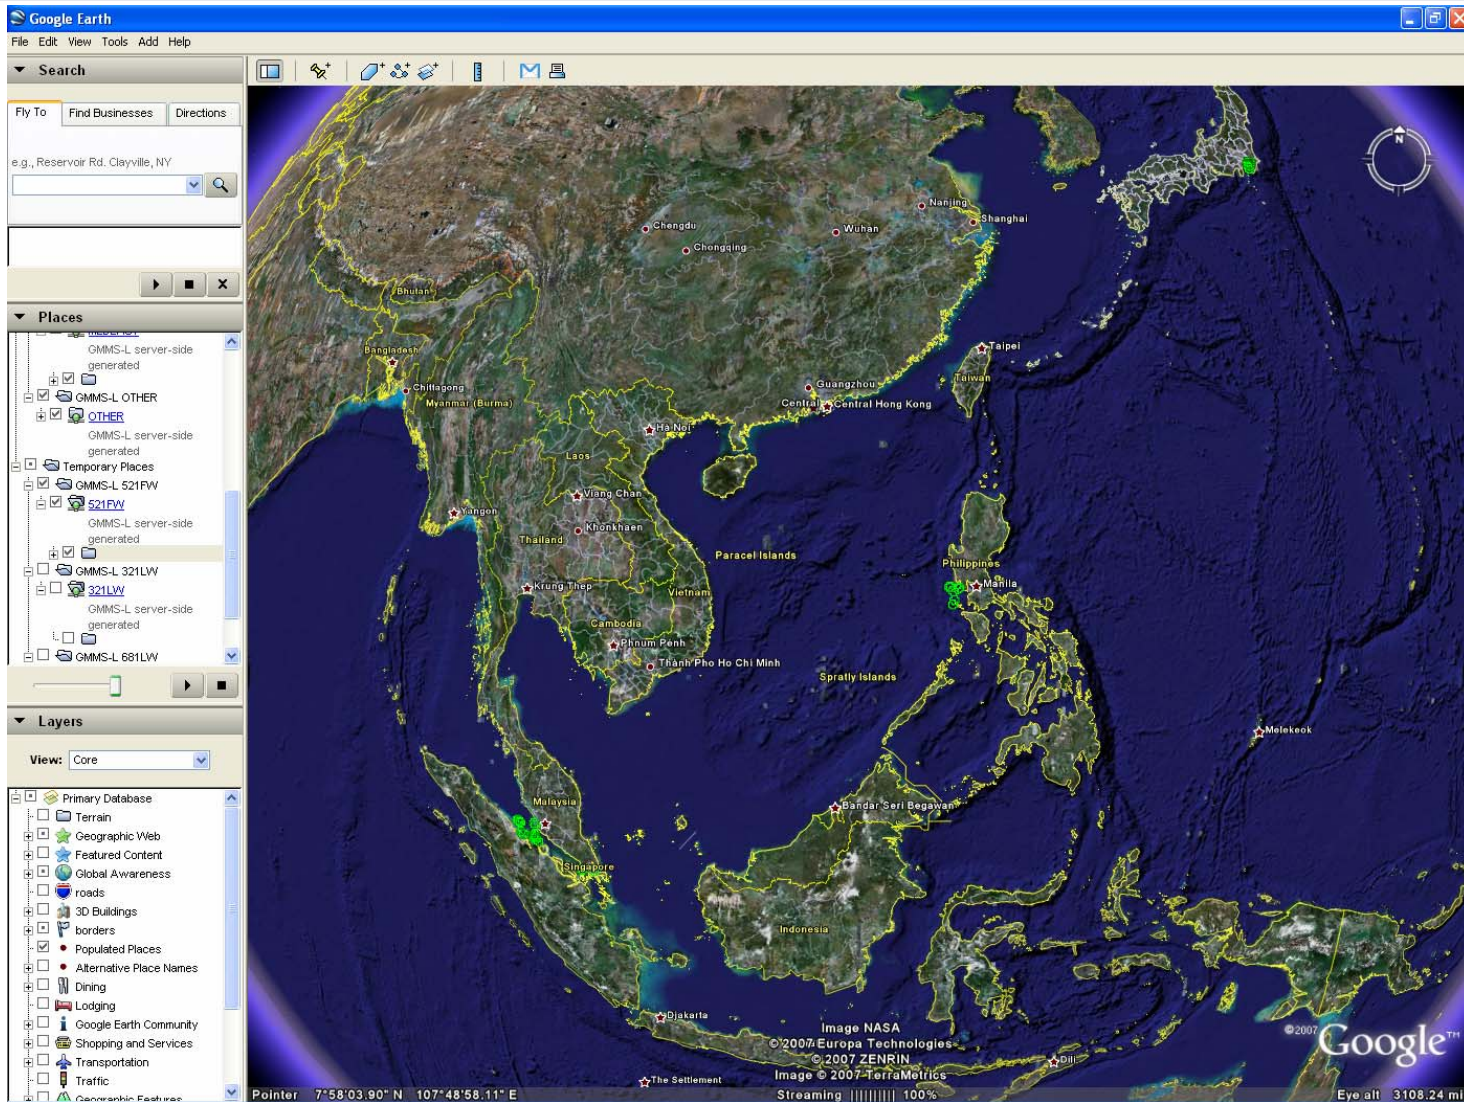 Google Earth
File Edit View Tools Add Help
Search
Fly To
Find Businesses
Directions
e.g., Reservoir Rd. Clayville, NY
Places
GMMS-L server-side
generated
GMMS-L OTHER
OTHER
GMMS-L server-side
generated
Temporary Places
GMMS-L 521FW
521FW
GMMS-L server-side
generated
GMMS-L 321LW
321LW
GMMS-L server-side
generated
GMMS-L 681LW
Layers
View: Core
Primary Database
Terrain
Geographic Web
Featured Content
Global Awareness
roads
3D Buildings
borders
Populated Places
Alternative Place Names
Dining
Lodging
Google Earth Community
Shopping and Services
Transportation
Traffic
Geographic Features
N
Nanjing
Shanghai
Chengdu
Wuhan
Chongqing
Bhutan
Bangladesh
Taipei
Taiwan
Chittagong
Guangzhou
Myanmar (Burma)
Central
Central Hong Kong
Hà Noi
Laos
Viang Chan
Yangon
Khonkhaen
Thailand
Paracel Islands
Philippines
Manila
Krung Thep
Vietnam
Cambodia
Phnum Penh
Thành Pho Ho Chi Minh
Spratly Islands
Melekeok
Malaysia
Bandar Seri Begawan
Singapore
Indonesia
Djakarta
Dili
The Settlement
Image NASA
© 2007 Europa Technologies
© 2007 ZENRIN
Image © 2007 TerraMetrics
©2007 Google™
Pointer 7°58'03.90" N 107°48'58.11" E
Streaming |||||||||| 100%
Eye alt 3108.24 mi